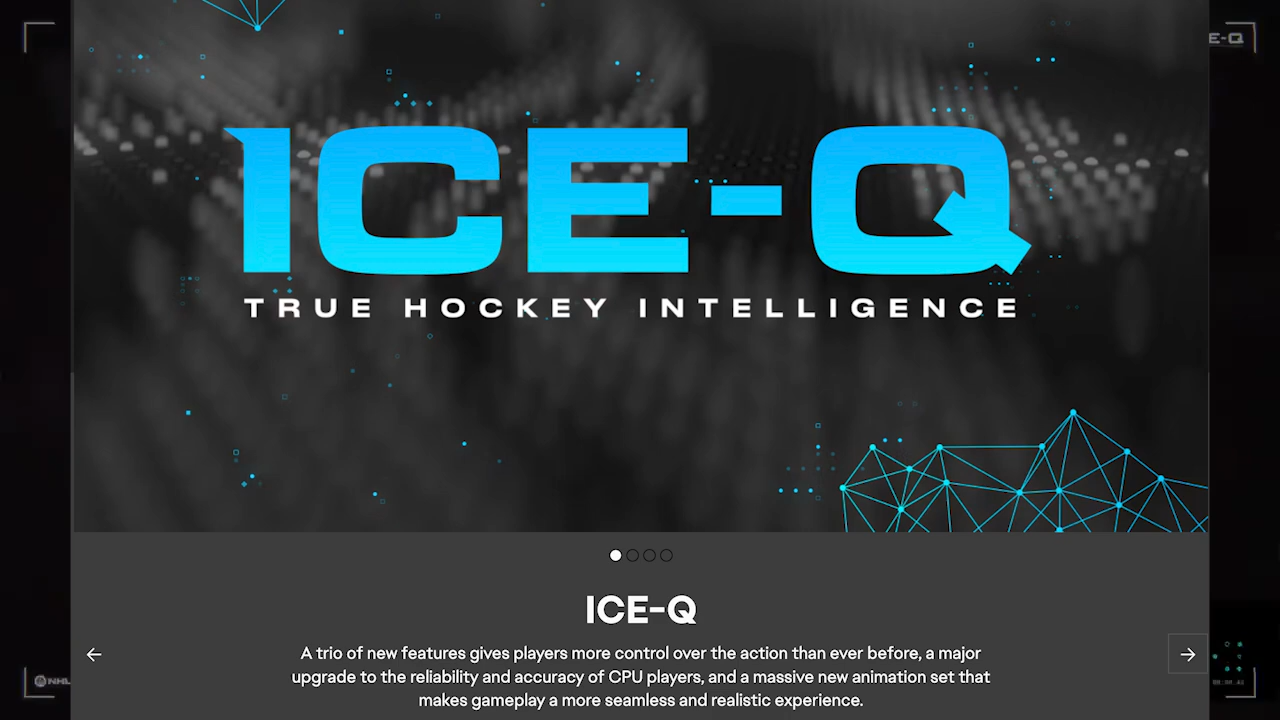 E-Q
ICE-Q
TRUE HOCKEY INTELLIGENCE
ICE-Q
A trio of new features gives players more control over the action than ever before, a major
upgrade to the reliability and accuracy of CPU players, and a massive new animation set that
makes gameplay a more seamless and realistic experience.
NHL